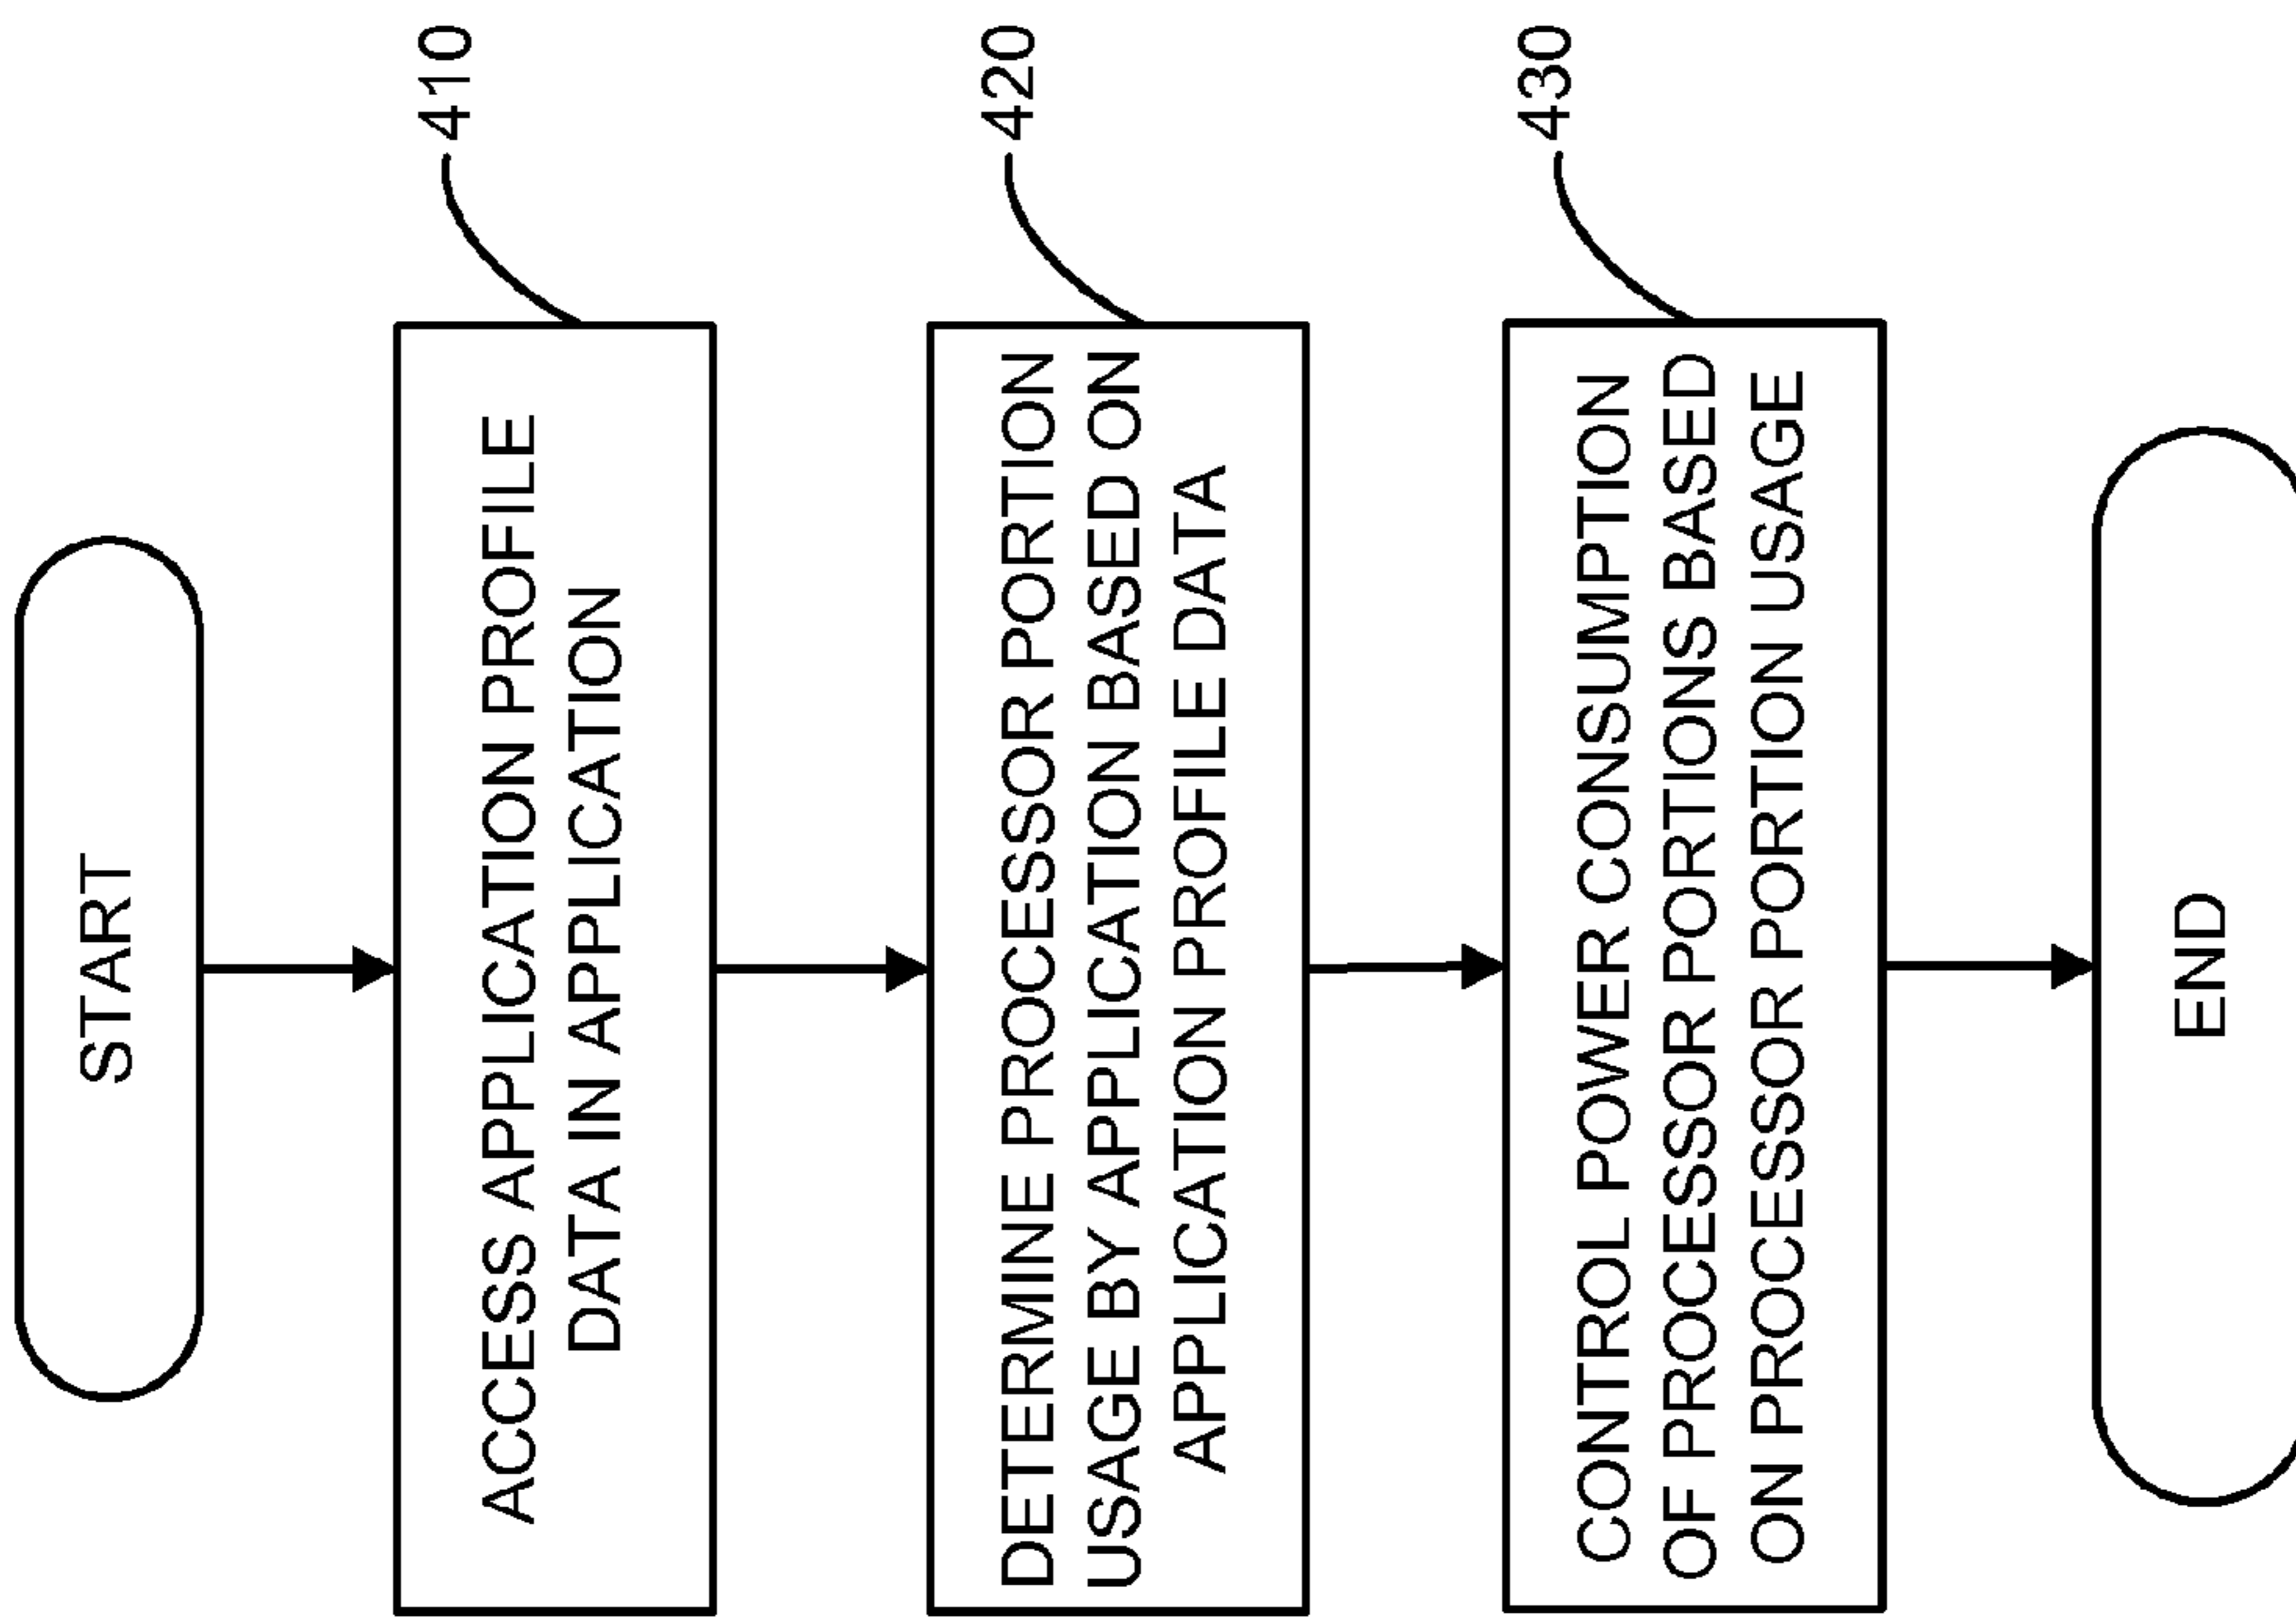 START
410
ACCESS APPLICATION PROFILE
DATA IN APPLICATION
420
DETERMINE PROCESSOR PORTION
USAGE BY APPLICATION BASED ON
APPLICATION PROFILE DATA
430
CONTROL POWER CONSUMPTION
OF PROCESSOR PORTIONS BASED
ON PROCESSOR PORTION USAGE
END